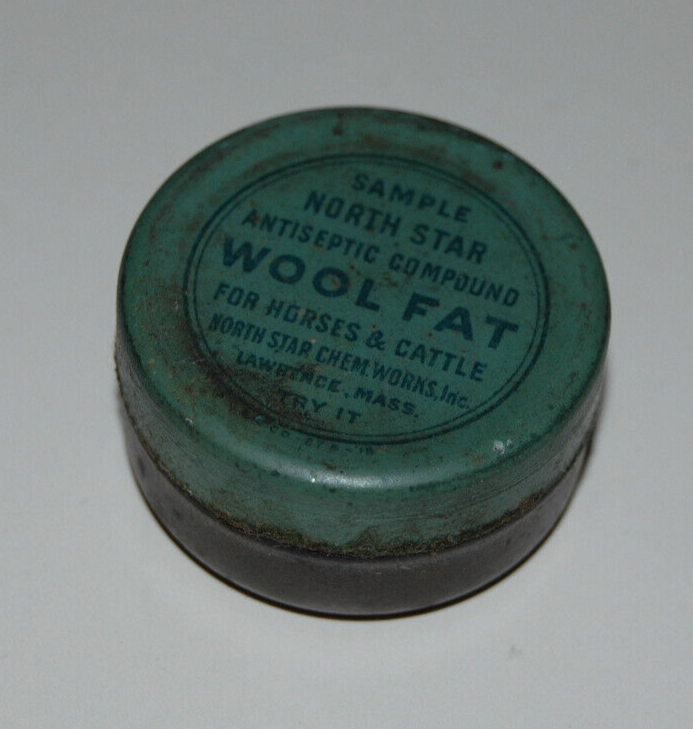 SAMPLE
NORTH STAR
ANTISEPTIC COMPOUND
WOOL FAT
FOR HORSES & CATTLE
NORTH STAR CHEM. WORKS, Inc.
LAWRENCE, MASS.
TRY IT